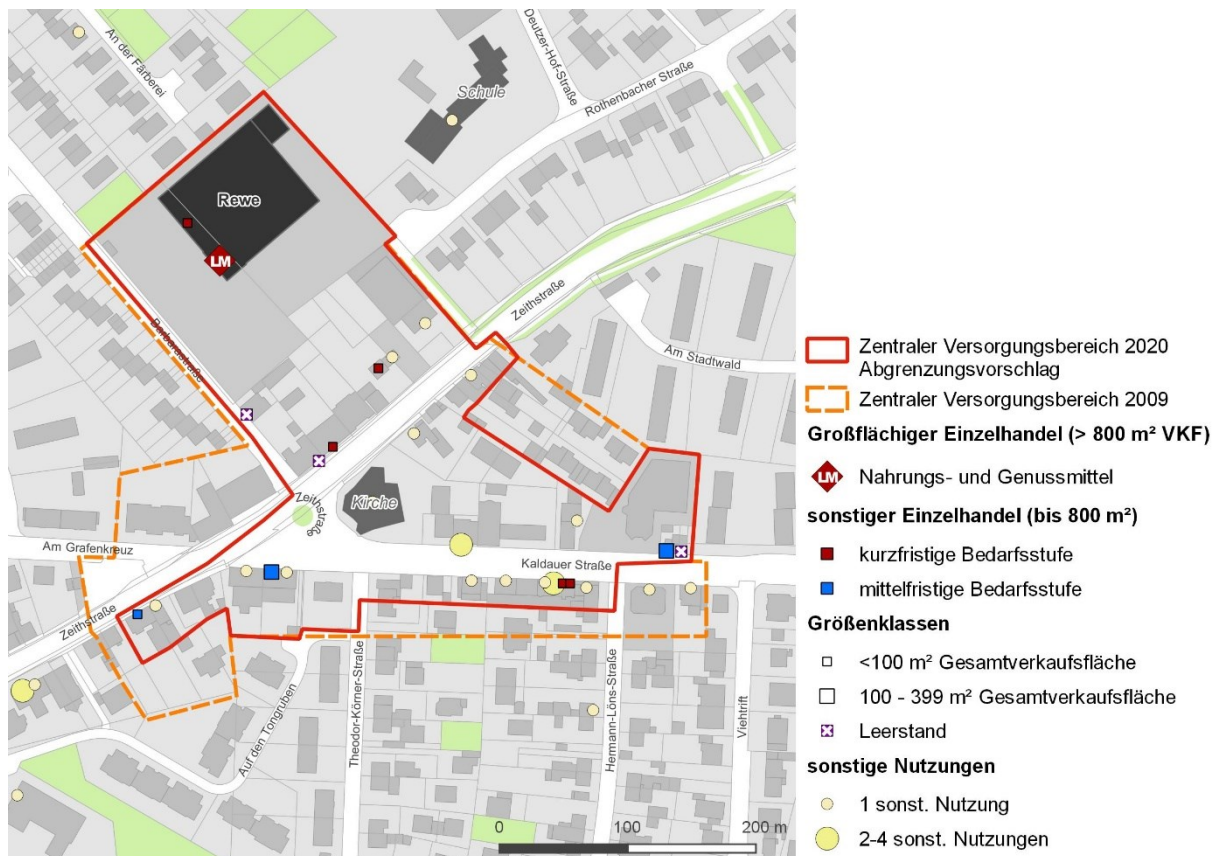 An der Färberei
Deutzer-Hof-Straße
Rothenbacher Straße
Schule
Rewe
LM
Zeithstraße
Am Stadtwald
Barbarastraße
Zeithstraße
Kirche
Am Grafenkreuz
Kaldauer Straße
Zeithstraße
Auf den Tongruben
Theodor-Körner-Straße
Hermann-Löns-Straße
Viehtrift
0 100 200 m
Zentraler Versorgungsbereich 2020
Abgrenzungsvorschlag
Zentraler Versorgungsbereich 2009
Großflächiger Einzelhandel (> 800 m² VKF)
LM Nahrungs- und Genussmittel
sonstiger Einzelhandel (bis 800 m²)
kurzfristige Bedarfsstufe
mittelfristige Bedarfsstufe
Größenklassen
<100 m² Gesamtverkaufsfläche
100 - 399 m² Gesamtverkaufsfläche
Leerstand
sonstige Nutzungen
1 sonst. Nutzung
2-4 sonst. Nutzungen